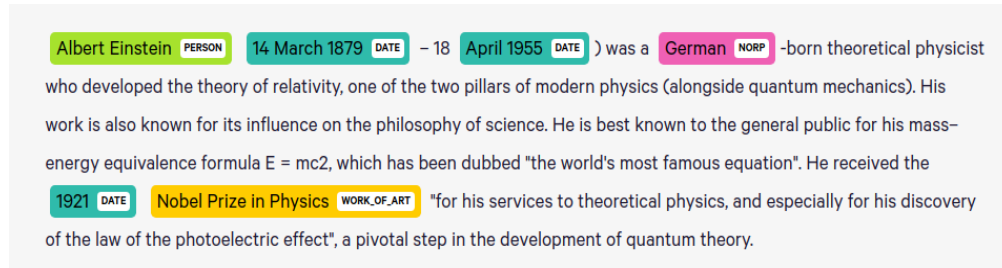 Albert Einstein PERSON 14 March 1879 DATE – 18 April 1955 DATE ) was a German NORP -born theoretical physicist
who developed the theory of relativity, one of the two pillars of modern physics (alongside quantum mechanics). His
work is also known for its influence on the philosophy of science. He is best known to the general public for his mass–
energy equivalence formula E = mc2, which has been dubbed "the world's most famous equation". He received the
1921 DATE Nobel Prize in Physics WORK_OF_ART "for his services to theoretical physics, and especially for his discovery
of the law of the photoelectric effect", a pivotal step in the development of quantum theory.